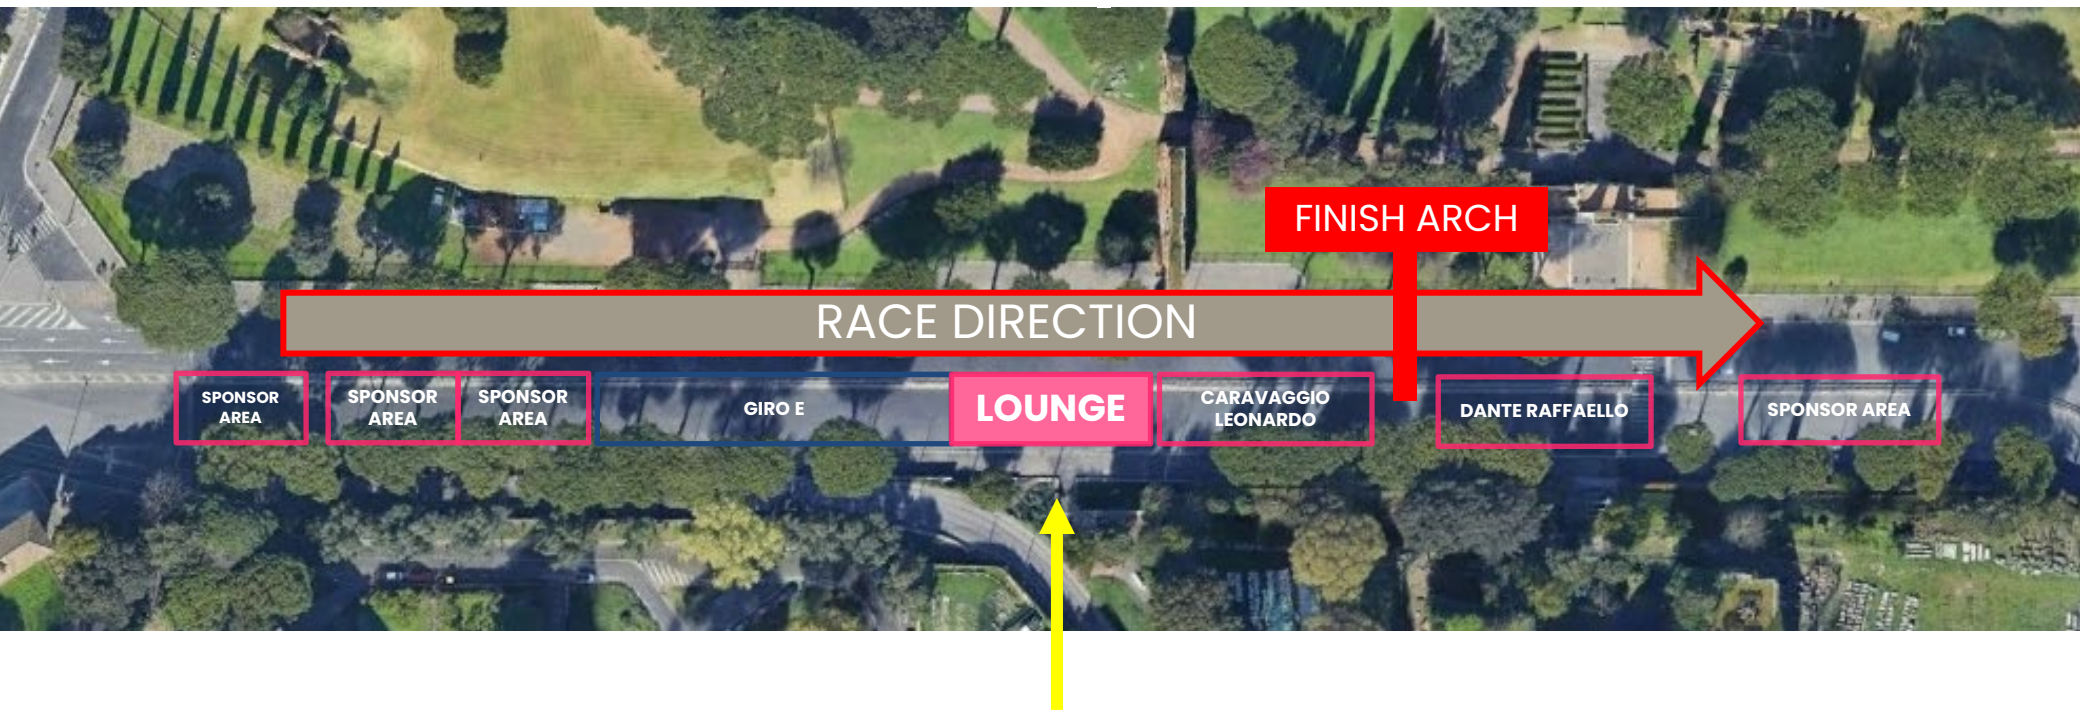 FINISH ARCH
RACE DIRECTION
SPONSOR
AREA
SPONSOR
AREA
SPONSOR
AREA
GIRO E
LOUNGE
CARAVAGGIO
LEONARDO
DANTE RAFFAELLO
SPONSOR AREA